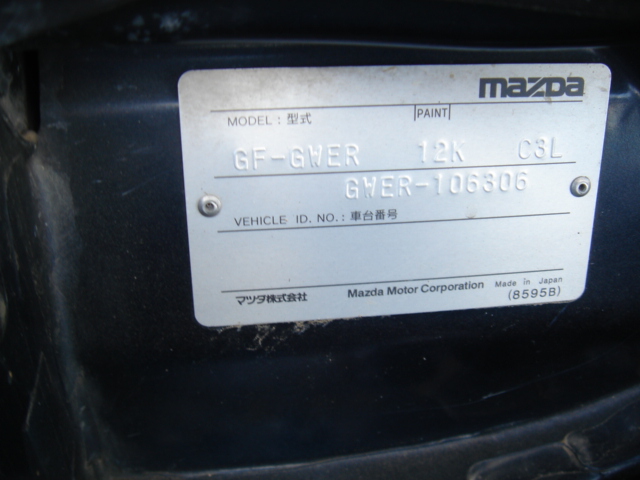 mazda
MODEL : 型式 PAINT
GF-GWER 12K C3L
GWER-106306
VEHICLE ID. NO. : 車台番号
マツダ株式会社 Mazda Motor Corporation Made in Japan
(8595B)